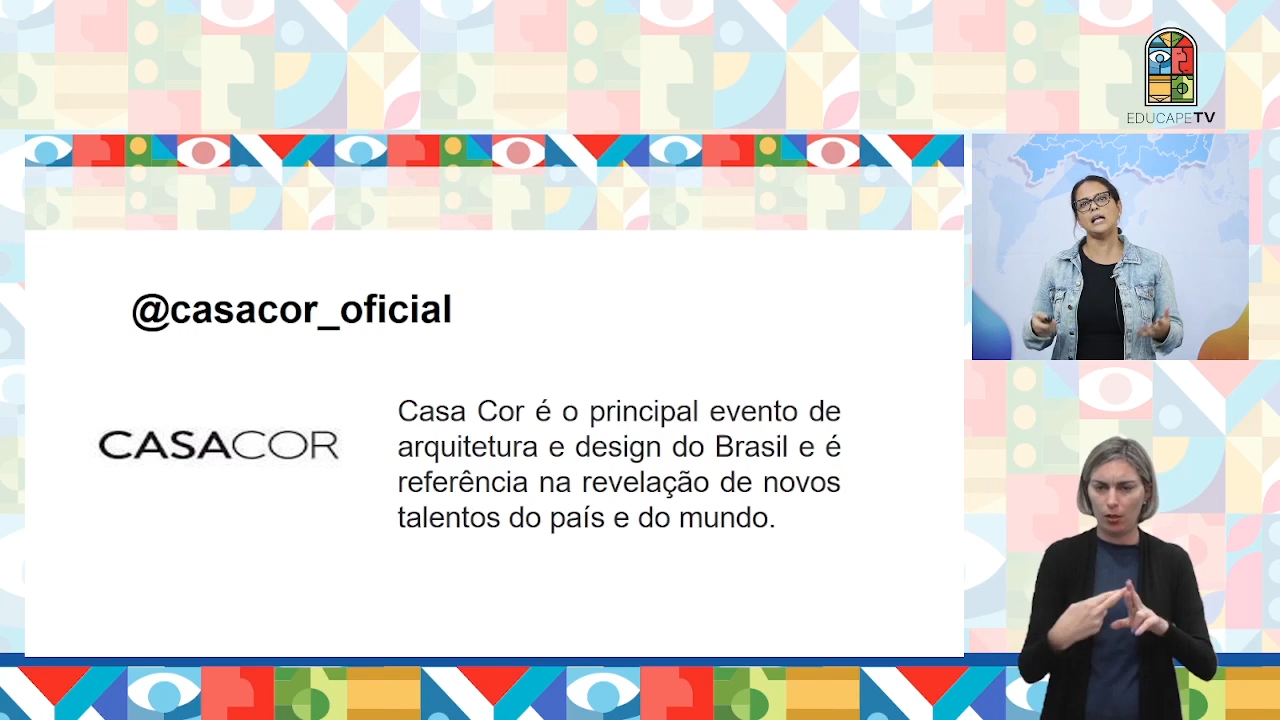 EDUCAPETV
@casacor_oficial
CASACOR
Casa Cor é o principal evento de
arquitetura e design do Brasil e é
referência na revelação de novos
talentos do país e do mundo.